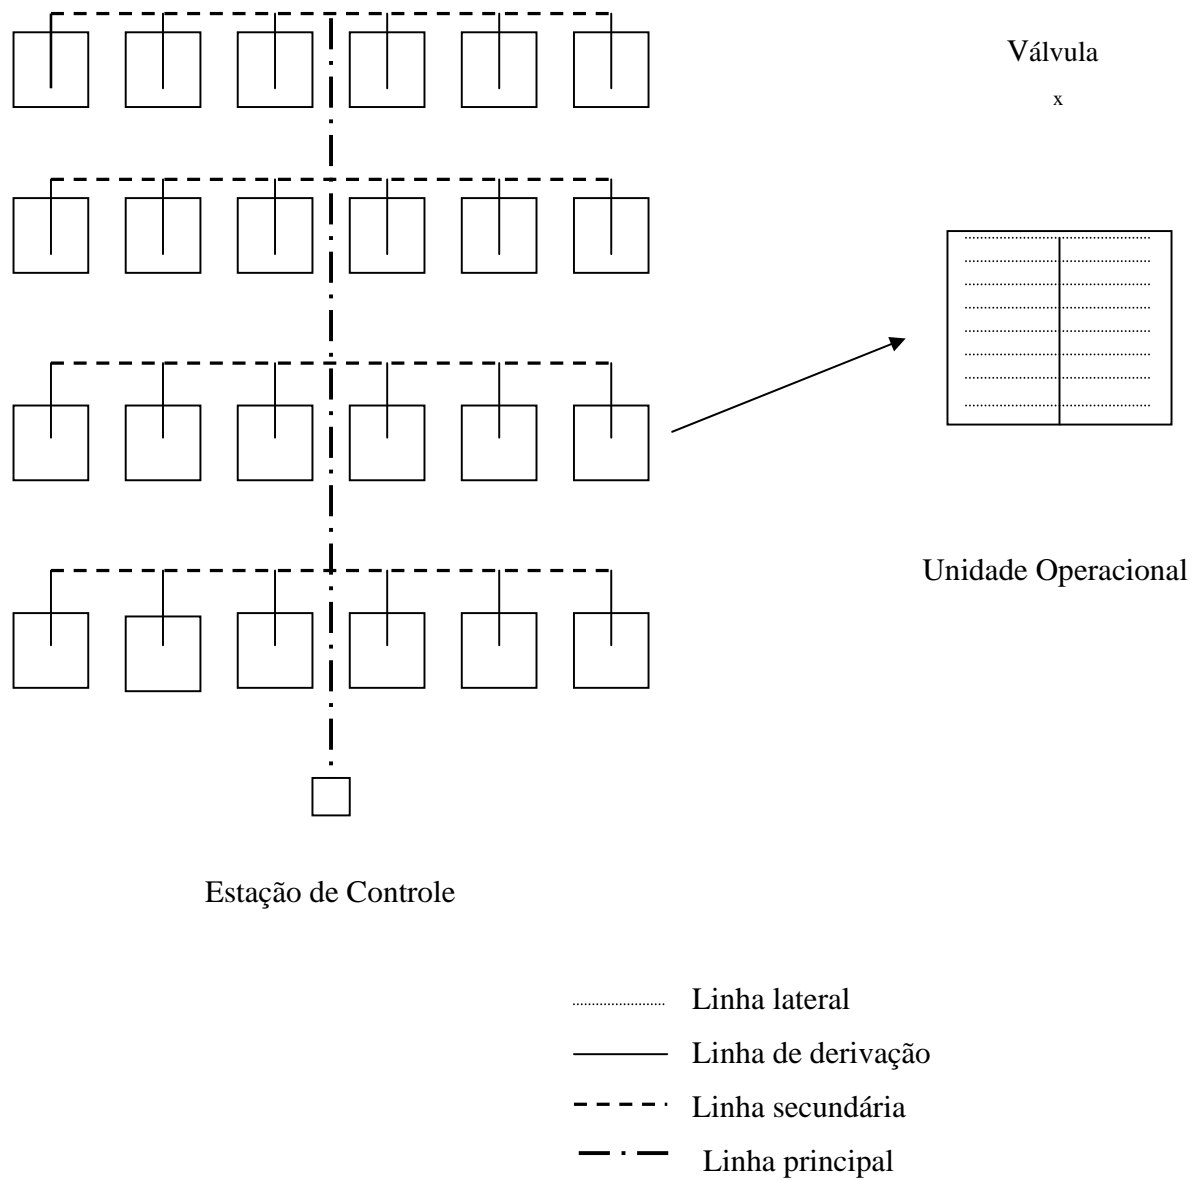 Válvula
x
Unidade Operacional
Estação de Controle
Linha lateral
Linha de derivação
Linha secundária
Linha principal